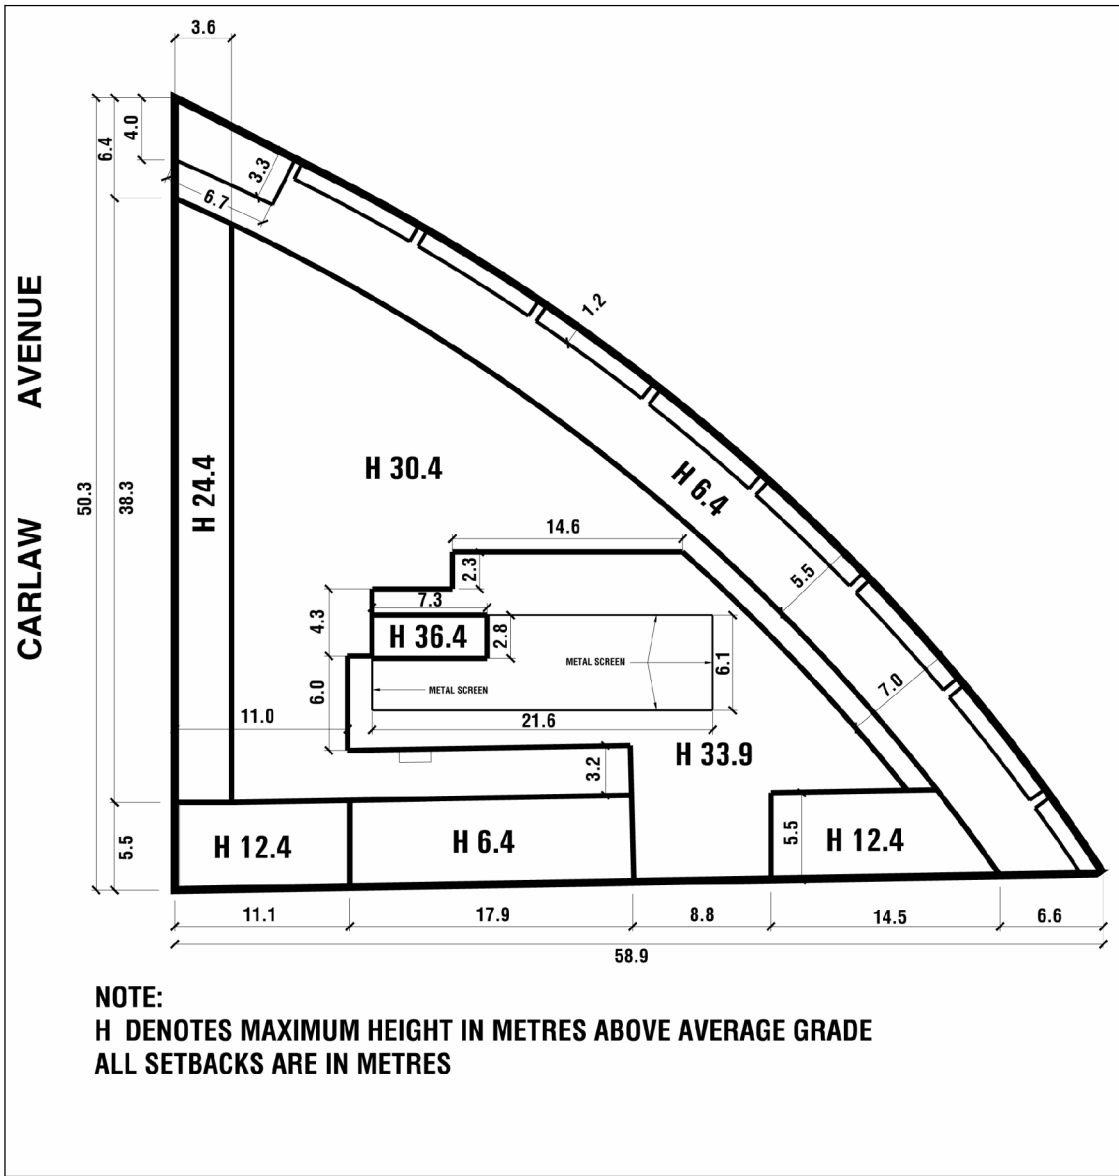 3.6
4.0
6.4
3.3
6.7
1.2
CARLAW AVENUE
50.3
38.3
H 24.4
H 30.4
H 6.4
14.6
2.3
5.5
7.3
4.3
H 36.4
2.8
METAL SCREEN
6.1
METAL SCREEN
6.0
7.0
11.0
21.6
H 33.9
3.2
5.5
H 12.4
H 6.4
5.5
H 12.4
11.1
17.9
8.8
14.5
6.6
58.9
NOTE:
H DENOTES MAXIMUM HEIGHT IN METRES ABOVE AVERAGE GRADE
ALL SETBACKS ARE IN METRES